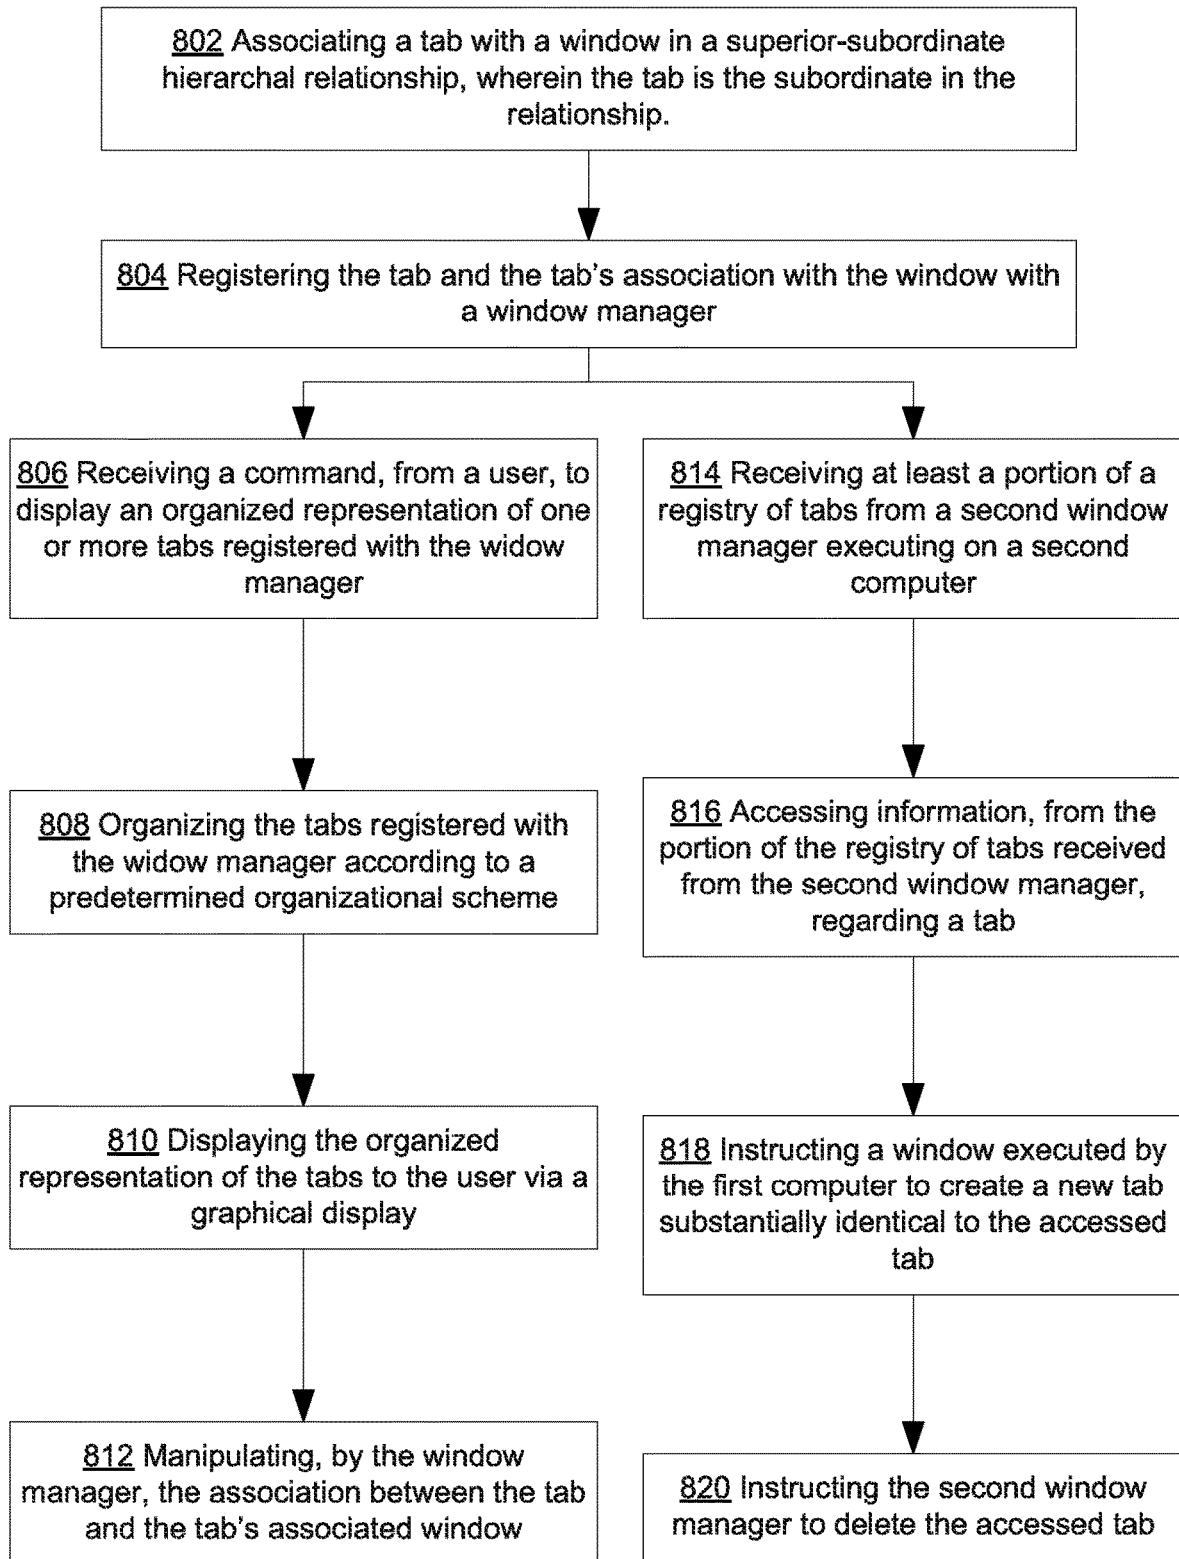 802 Associating a tab with a window in a superior-subordinate
hierarchal relationship, wherein the tab is the subordinate in the
relationship.
804 Registering the tab and the tab's association with the window with
a window manager
806 Receiving a command, from a user, to
display an organized representation of one
or more tabs registered with the widow
manager
814 Receiving at least a portion of a
registry of tabs from a second window
manager executing on a second
computer
808 Organizing the tabs registered with
the widow manager according to a
predetermined organizational scheme
816 Accessing information, from the
portion of the registry of tabs received
from the second window manager,
regarding a tab
810 Displaying the organized
representation of the tabs to the user via a
graphical display
818 Instructing a window executed by
the first computer to create a new tab
substantially identical to the accessed
tab
812 Manipulating, by the window
manager, the association between the tab
and the tab's associated window
820 Instructing the second window
manager to delete the accessed tab